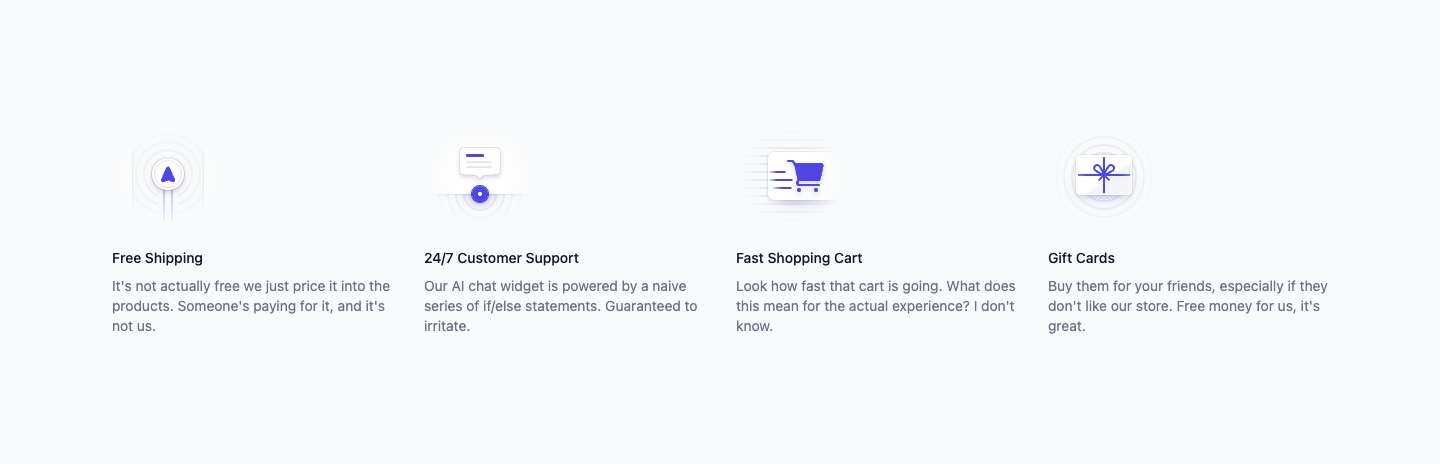 Free Shipping
It's not actually free we just price it into the
products. Someone's paying for it, and it's
not us.
24/7 Customer Support
Our AI chat widget is powered by a naive
series of if/else statements. Guaranteed to
irritate.
Fast Shopping Cart
Look how fast that cart is going. What does
this mean for the actual experience? I don't
know.
Gift Cards
Buy them for your friends, especially if they
don't like our store. Free money for us, it's
great.